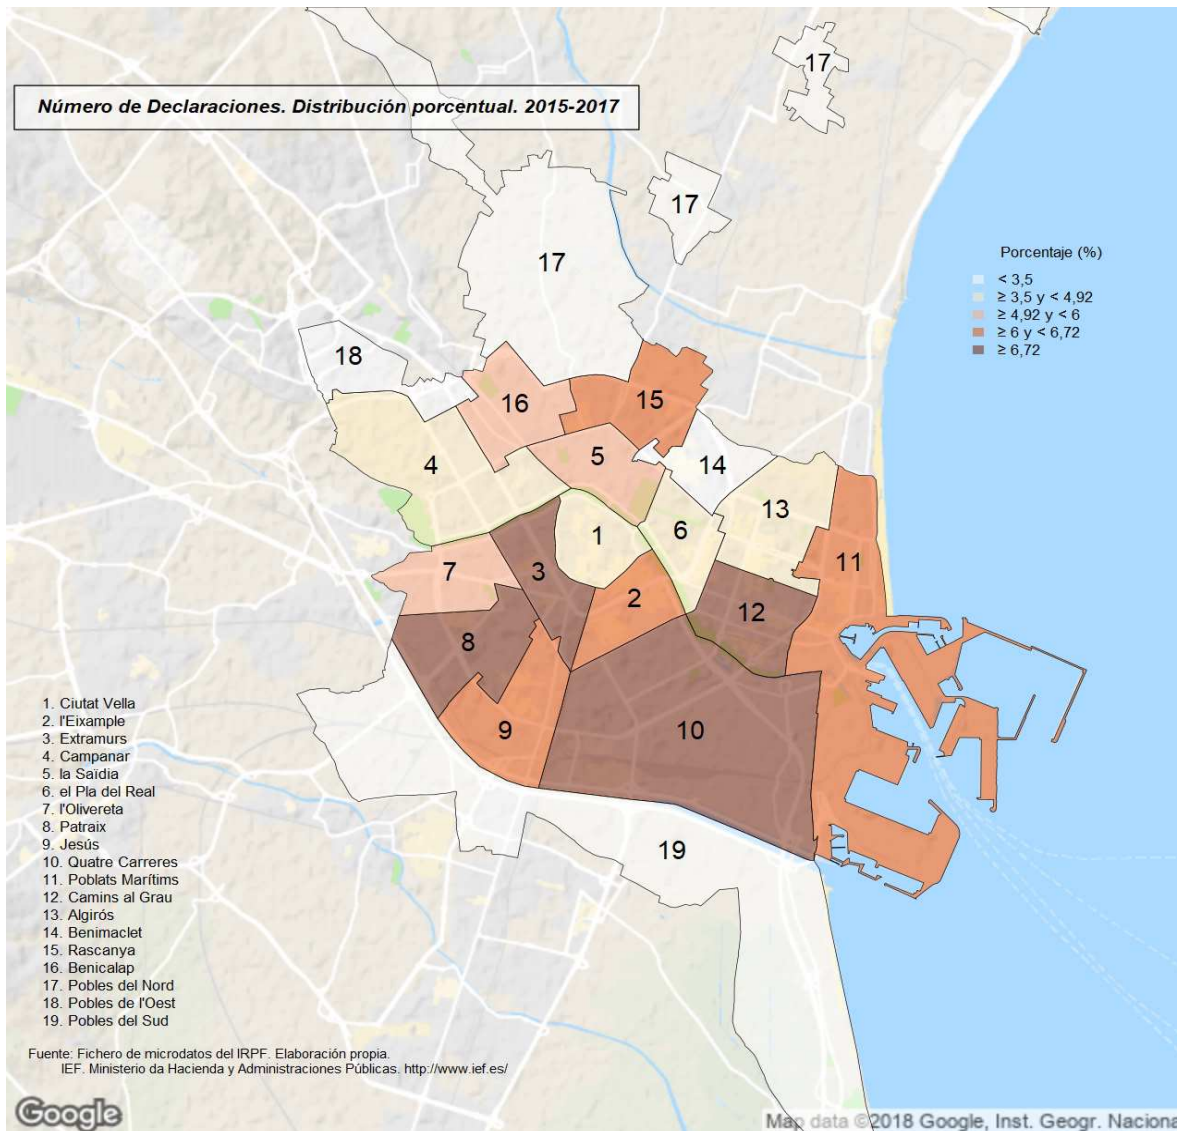 17
Número de Declaraciones. Distribución porcentual. 2015-2017
17
17
Porcentaje (%)
< 3,5
≥ 3,5 y < 4,92
≥ 4,92 y < 6
≥ 6 y < 6,72
≥ 6,72
18
16
15
4
5
14
13
6
1
11
3
7
2
12
8
10
9
19
1. Ciutat Vella
2. l'Eixample
3. Extramurs
4. Campanar
5. la Saïdia
6. el Pla del Real
7. l'Olivereta
8. Patraix
9. Jesús
10. Quatre Carreres
11. Poblats Marítims
12. Camins al Grau
13. Algirós
14. Benimaclet
15. Rascanya
16. Benicalap
17. Pobles del Nord
18. Pobles de l'Oest
19. Pobles del Sud
Fuente: Fichero de microdatos del IRPF. Elaboración propia.
IEF. Ministerio da Hacienda y Administraciones Públicas. http://www.ief.es/
Google
Map data ©2018 Google, Inst. Geogr. Naciona